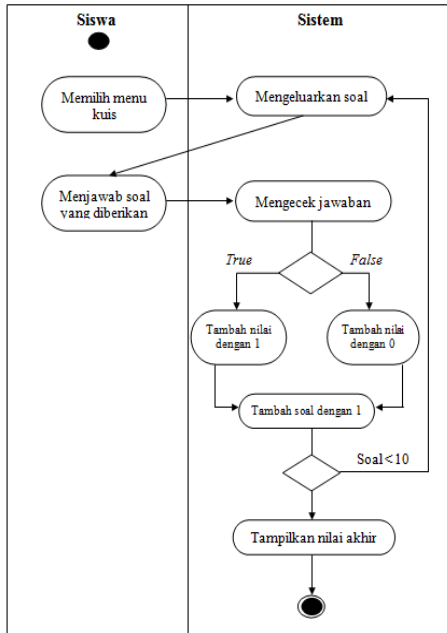 Siswa
Sistem
Memilih menu
kuis
Mengeluarkan soal
Menjawab soal
yang diberikan
Mengecek jawaban
True
False
Tambah nilai
dengan 1
Tambah nilai
dengan 0
Tambah soal dengan 1
Soal<10
Tampilkan nilai akhir